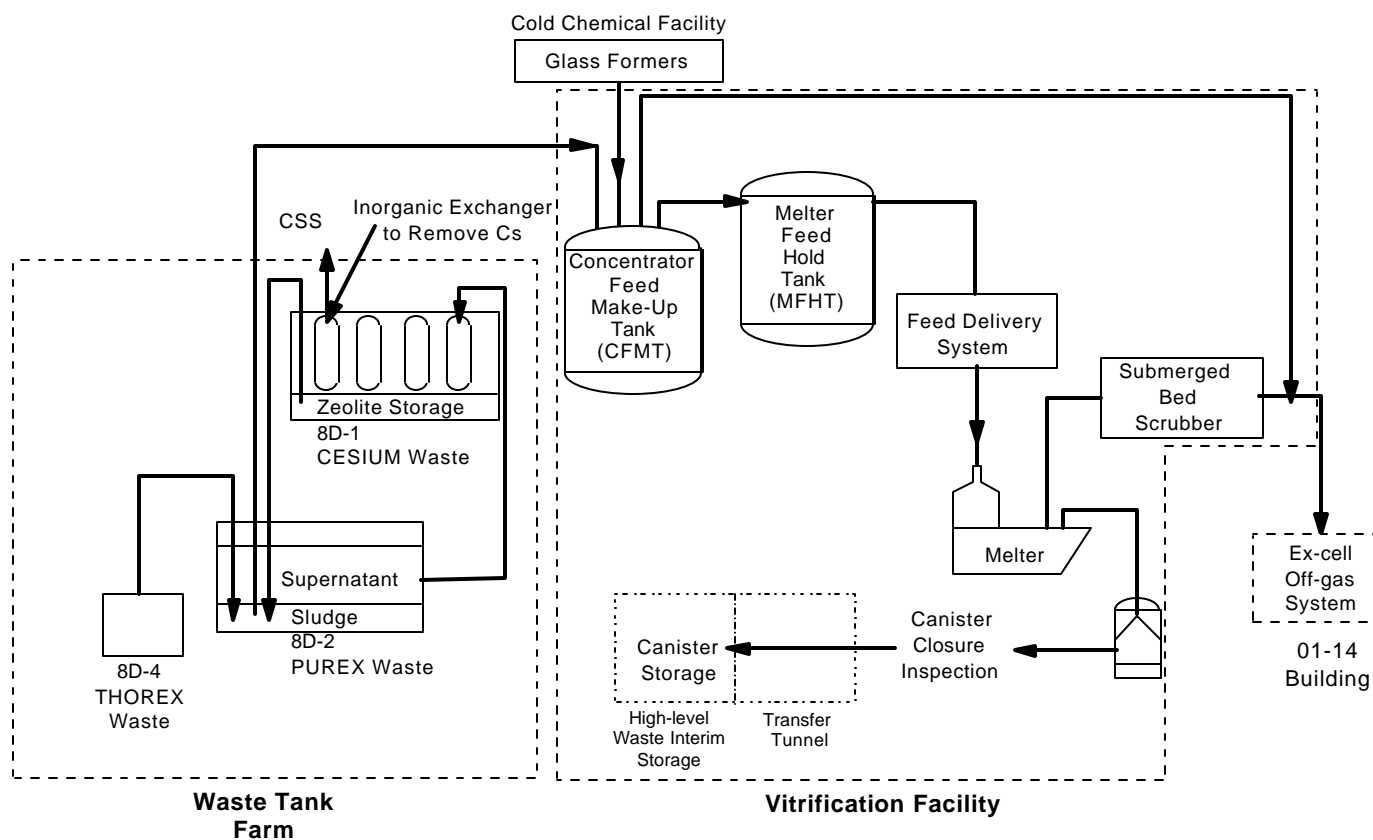 Cold Chemical Facility
Glass Formers
CSS
Inorganic Exchanger
to Remove Cs
Concentrator
Feed
Make-Up
Tank
(CFMT)
Melter
Feed
Hold
Tank
(MFHT)
Feed Delivery
System
Submerged
Bed
Scrubber
Zeolite Storage
8D-1
CESIUM Waste
Supernatant
Sludge
8D-2
PUREX Waste
8D-4
THOREX
Waste
Melter
Ex-cell
Off-gas
System
01-14
Building
Canister
Storage
Canister
Closure
Inspection
High-level
Waste Interim
Storage
Transfer
Tunnel
Waste Tank
Farm
Vitrification Facility